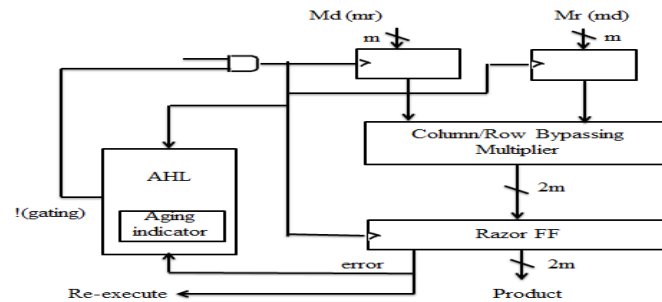 Md (mr)
Mr (md)
m
m
Column/Row Bypassing
Multiplier
AHL
2m
!(gating)
Aging
indicator
Razor FF
error
2m
Re-execute
Product